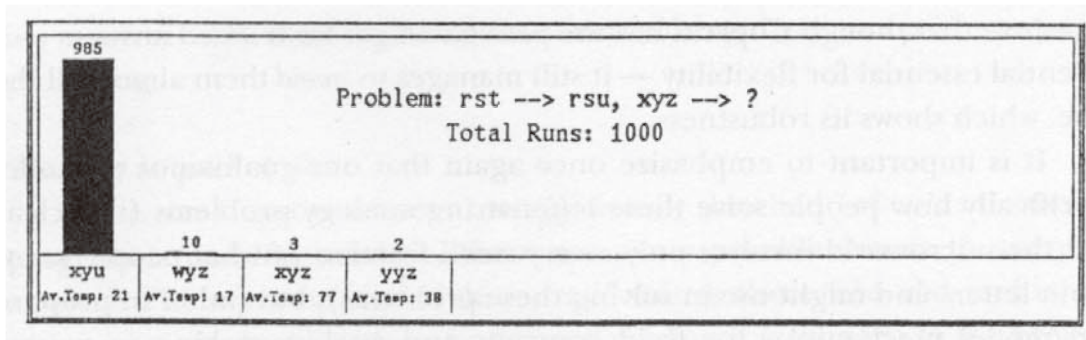 985
Problem: rst --> rsu, xyz --> ?
Total Runs: 1000
10 3 2
xyu wyz xyz yyz
Av.Temp: 21 Av.Temp: 17 Av.Temp: 77 Av.Temp: 38